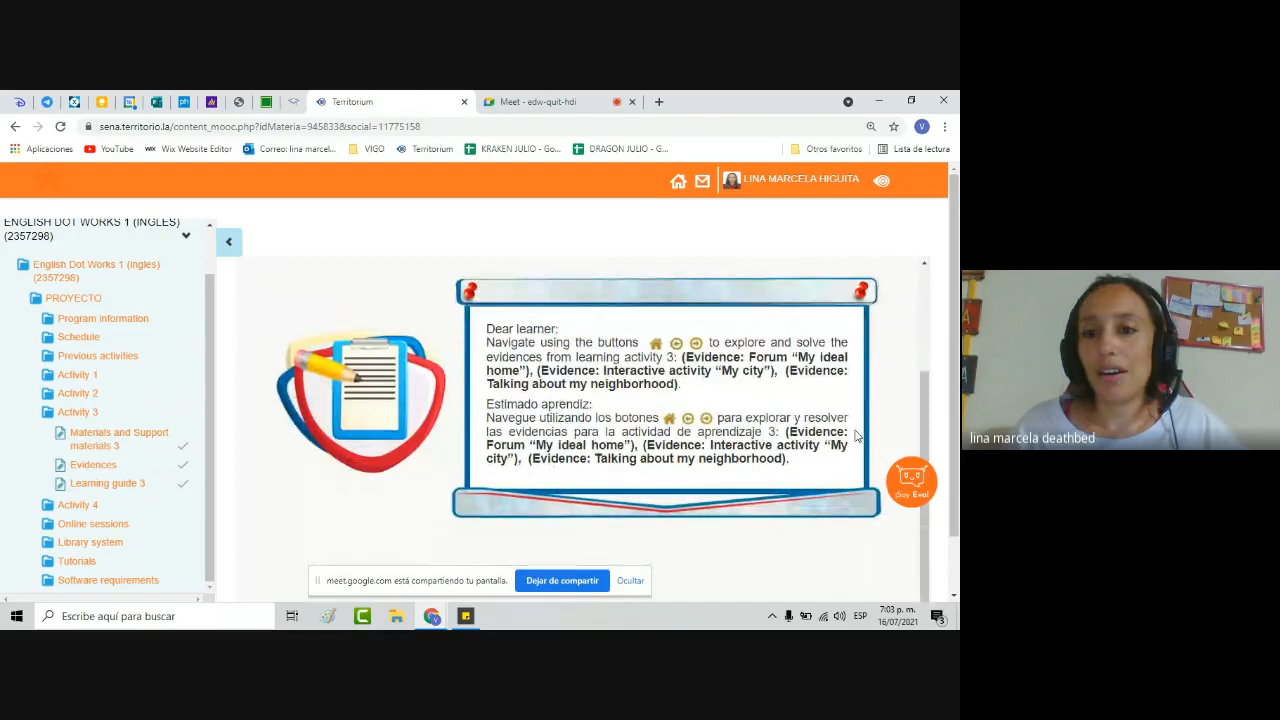 Territorium
Meet - edw-quit-hdi
sena.territorio.la/content_mooc.php?idMateria=945833&social=11775158
V
Aplicaciones
YouTube
Wix Website Editor
Correo: lina marcel...
VIGO
Territorium
KRAKEN JULIO - Go...
DRAGON JULIO - G...
Otros favoritos
Lista de lectura
LINA MARCELA HIGUITA
ENGLISH DOT WORKS 1 (INGLES)
(2357298)
English Dot Works 1 (ingles)
(2357298)
PROYECTO
Program information
Schedule
Previous activities
Activity 1
Activity 2
Activity 3
Materials and Support
materials 3
Evidences
Learning guide 3
Activity 4
Online sessions
Library system
Tutorials
Software requirements
Dear learner:
Navigate using the buttons to explore and solve the
evidences from learning activity 3: (Evidence: Forum “My ideal
home”), (Evidence: Interactive activity “My city”), (Evidence:
Talking about my neighborhood).
Estimado aprendiz:
Navegue utilizando los botones para explorar y resolver
las evidencias para la actividad de aprendizaje 3: (Evidence:
Forum “My ideal home”), (Evidence: Interactive activity “My
city”), (Evidence: Talking about my neighborhood).
¡Soy Eva!
meet.google.com está compartiendo tu pantalla.
Dejar de compartir
Ocultar
lina marcela deathbed
Escribe aquí para buscar
ESP
7:03 p. m.
16/07/2021
3